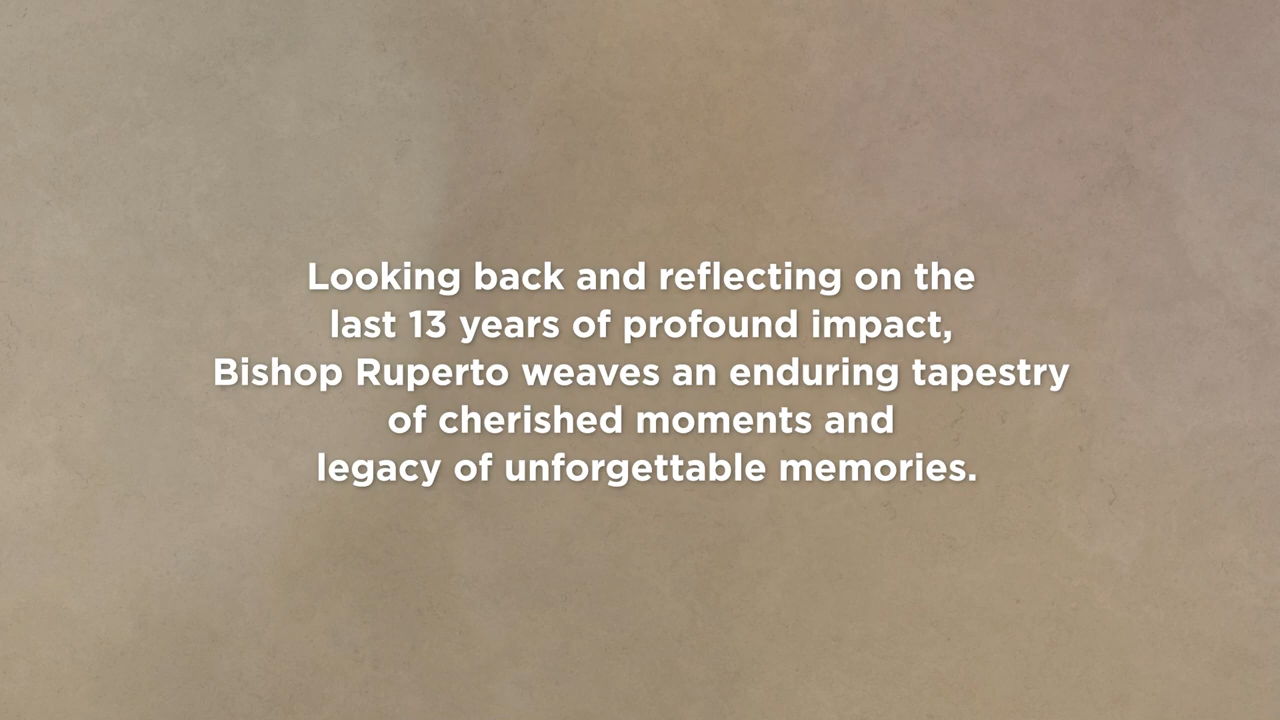 Looking back and reflecting on the
last 13 years of profound impact,
Bishop Ruperto weaves an enduring tapestry
of cherished moments and
legacy of unforgettable memories.